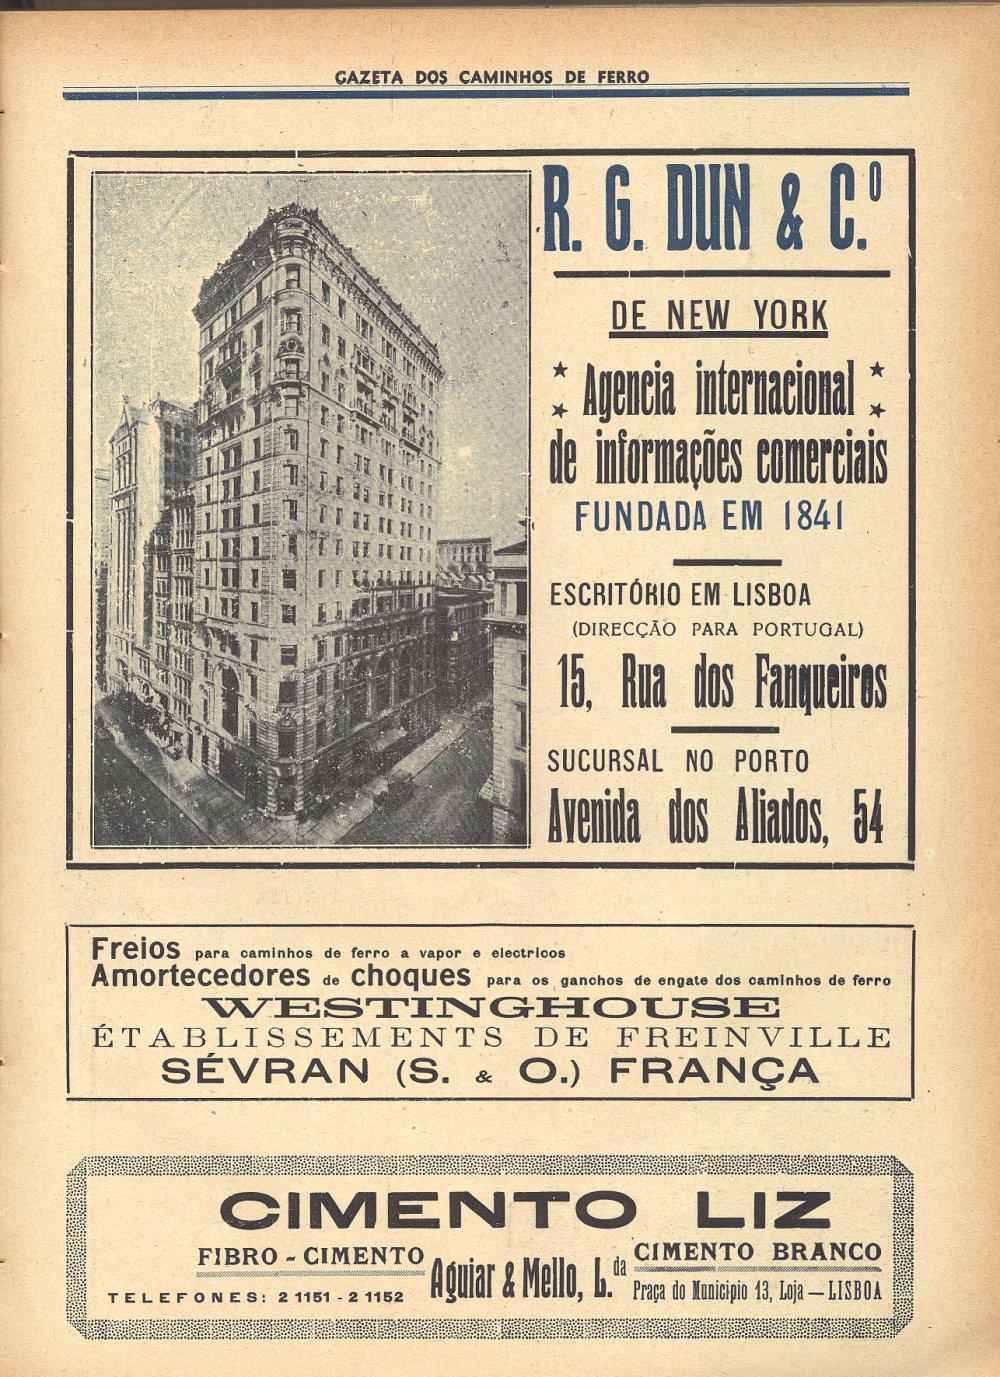 GAZETA DOS CAMINHOS DE FERRO
R. G. DUN & C.º
DE NEW YORK
Agencia internacional
de informações comerciais
FUNDADA EM 1841
ESCRITÓRIO EM LISBOA
(DIRECÇÃO PARA PORTUGAL)
15, Rua dos Fanqueiros
SUCURSAL NO PORTO
Avenida dos Aliados, 54
Freios para caminhos de ferro a vapor e electricos
Amortecedores de choques para os ganchos de engate dos caminhos de ferro
WESTINGHOUSE
ÉTABLISSEMENTS DE FREINVILLE
SÉVRAN (S. & O.) FRANÇA
CIMENTO LIZ
FIBRO - CIMENTO
TELEFONES: 2 1151 - 2 1152
Aguiar & Mello, L.da
CIMENTO BRANCO
Praça do Municipio 13, Loja — LISBOA